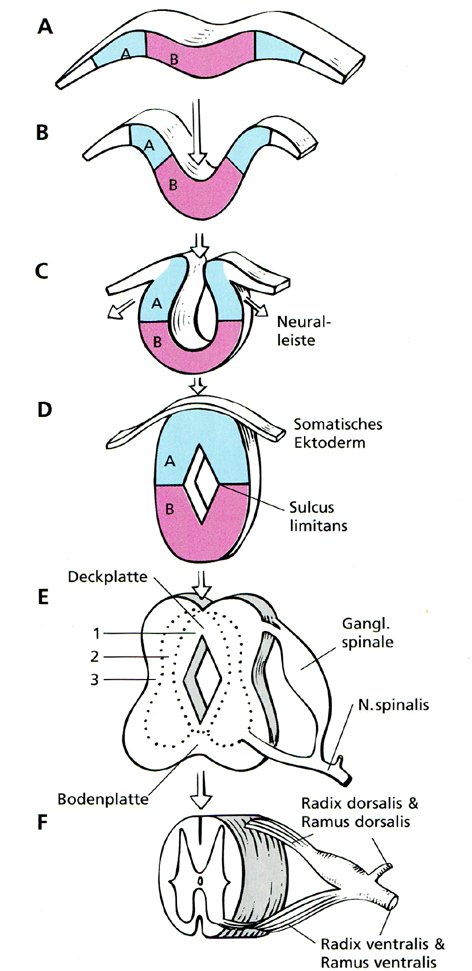 A
A
B
B
A
B
C
A
B
Neural-
leiste
D
Somatisches
Ektoderm
A
B
Sulcus
limitans
Deckplatte
E
1
2
3
Gangl.
spinale
N.spinalis
Bodenplatte
F
Radix dorsalis &
Ramus dorsalis
Radix ventralis &
Ramus ventralis